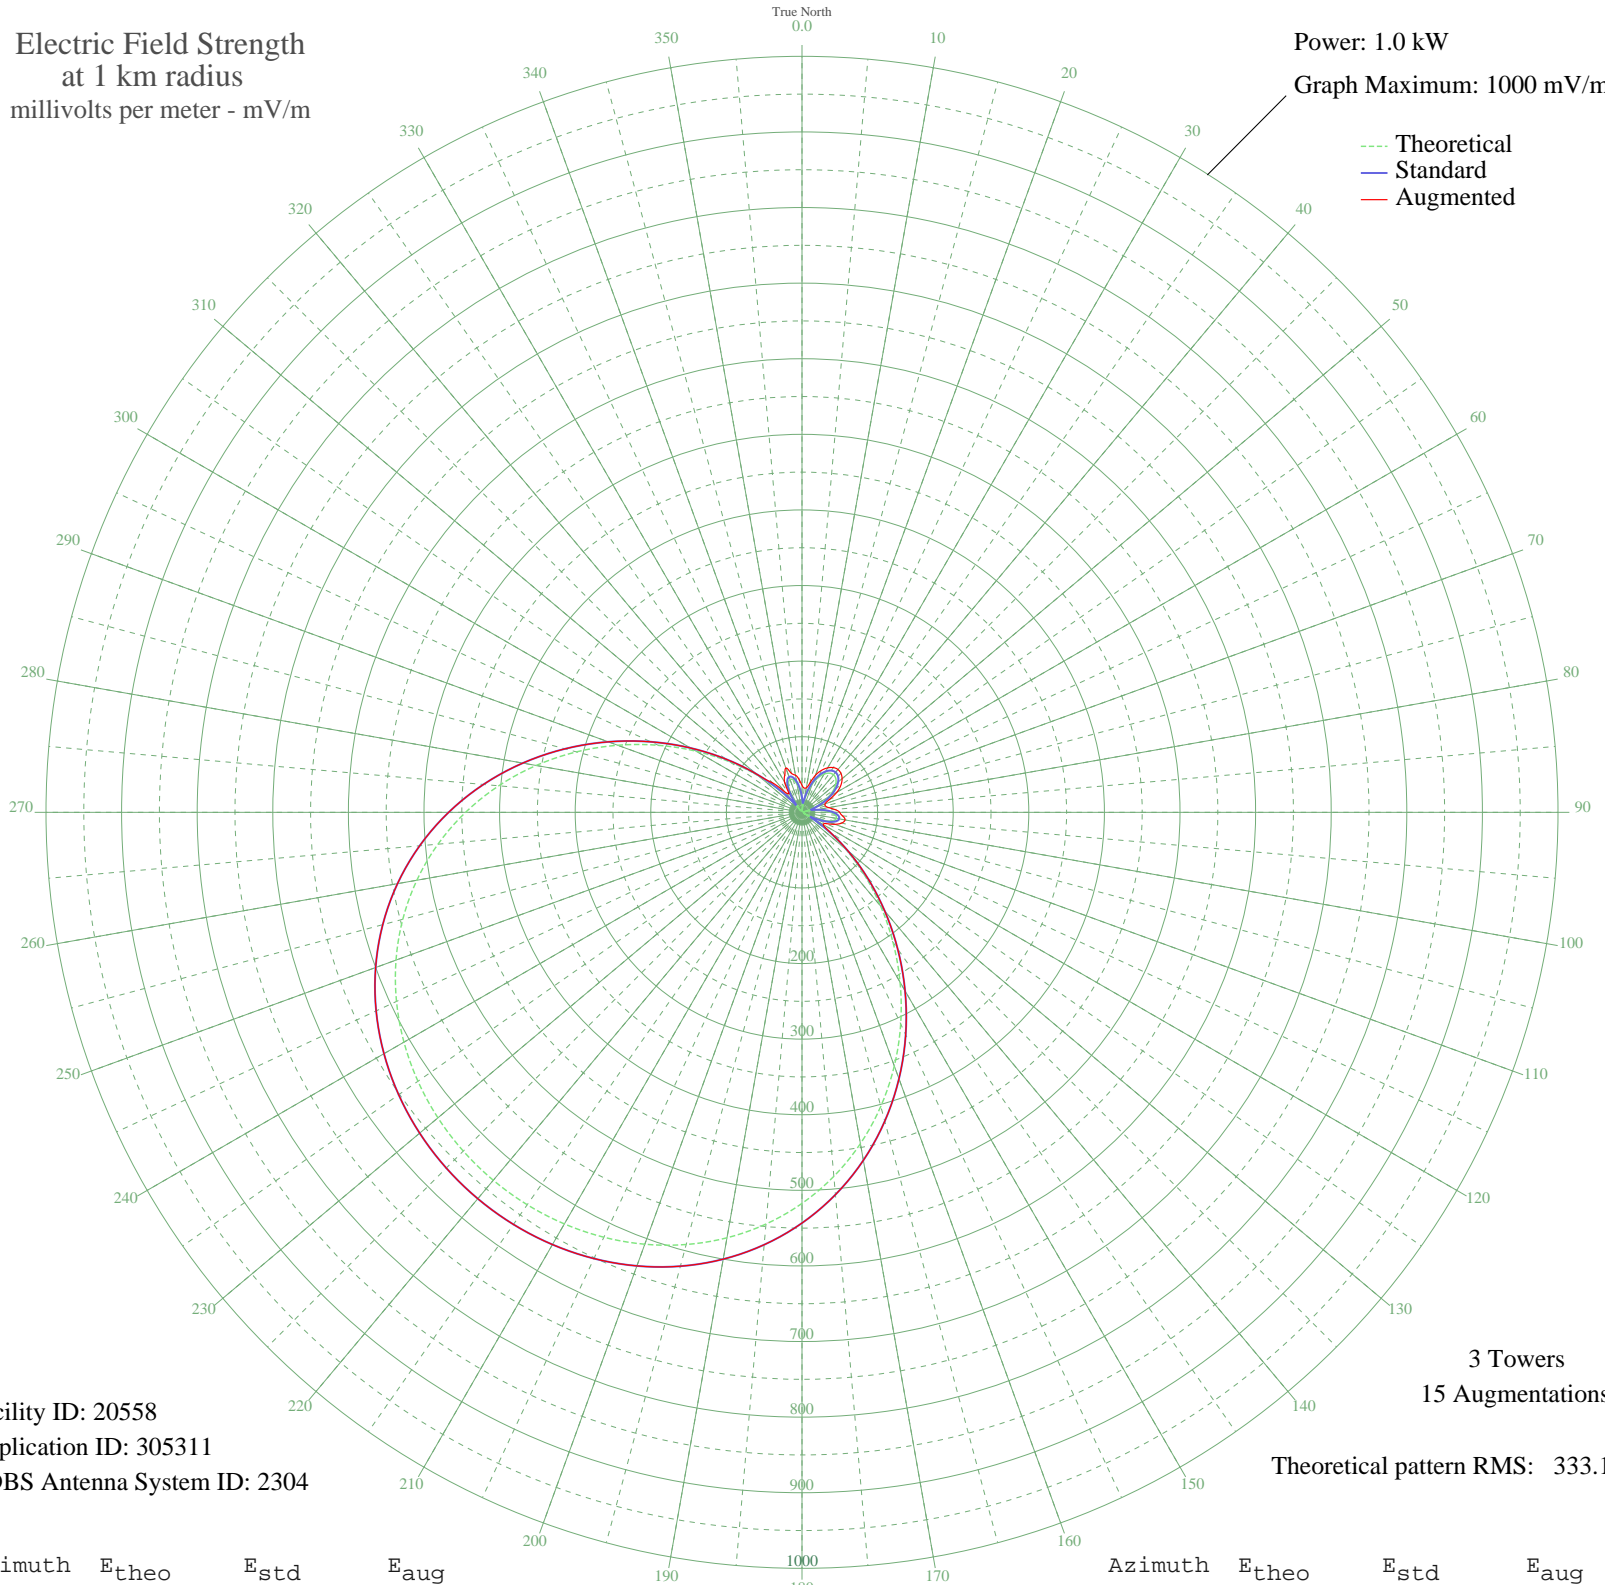 True North
0.0
Electric Field Strength
at 1 km radius
millivolts per meter - mV/m
Power: 1.0 kW
Graph Maximum: 1000 mV/m
Theoretical
Standard
Augmented
10
20
30
40
50
60
70
80
90
100
110
120
130
140
150
160
170
190
200
210
220
230
240
250
260
270
280
290
300
310
320
330
340
350
200
300
400
500
600
700
800
900
1000
3 Towers
15 Augmentations
Theoretical pattern RMS: 333.1
cility ID: 20558
plication ID: 305311
DBS Antenna System ID: 2304
imuth Etheo Estd Eaug
Azimuth Etheo Estd Eaug